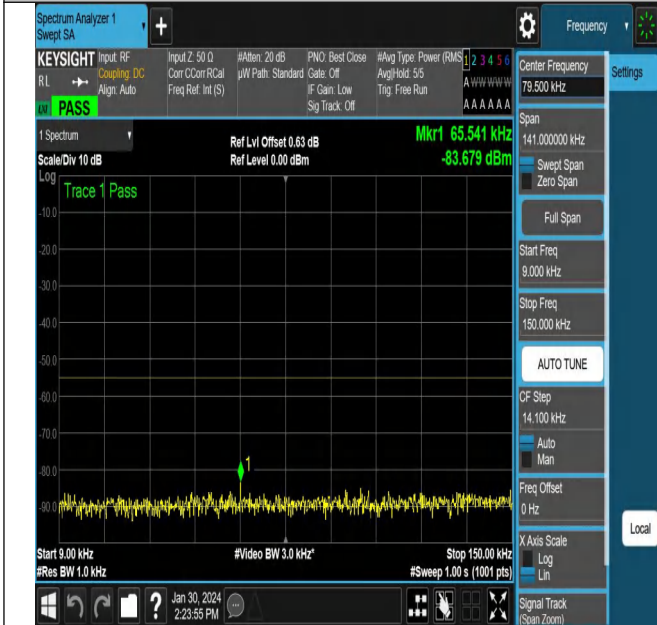 Spectrum Analyzer 1
Swept SA
+
Frequency
KEYSIGHT
RL
PASS
Input: RF
Coupling: DC
Align: Auto
Input Z: 50 Ω
Corr CCorr RCal
Freq Ref: Int (S)
#Atten: 20 dB
µW Path: Standard
PNO: Best Close
Gate: Off
IF Gain: Low
Sig Track: Off
#Avg Type: Power (RMS
Avg|Hold: 5/5
Trig: Free Run
1 2 3 4 5 6
A W W W W W
A A A A A A
1 Spectrum
Scale/Div 10 dB
Ref Lvl Offset 0.63 dB
Ref Level 0.00 dBm
Mkr1 65.541 kHz
-83.679 dBm
Log
Trace 1 Pass
-10.0
-20.0
-30.0
-40.0
-50.0
-60.0
-70.0
-80.0
-90.0
1
Start 9.00 kHz
#Res BW 1.0 kHz
#Video BW 3.0 kHz*
Stop 150.00 kHz
#Sweep 1.00 s (1001 pts)
?
Jan 30, 2024
2:23:55 PM
Center Frequency
79.500 kHz
Span
141.000000 kHz
Swept Span
Zero Span
Full Span
Start Freq
9.000 kHz
Stop Freq
150.000 kHz
AUTO TUNE
CF Step
14.100 kHz
Auto
Man
Freq Offset
0 Hz
X Axis Scale
Log
Lin
Signal Track
(Span Zoom)
Settings
Local